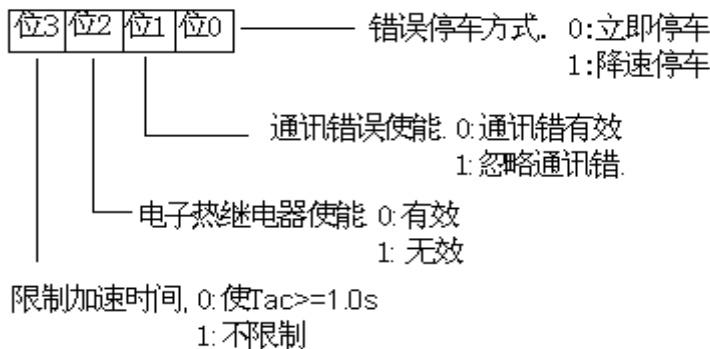 位3 位2 位1 位0 错误停车方式. 0:立即停车
1:降速停车
通讯错误使能. 0:通讯错有效
1:忽略通讯错.
电子热继电器使能 0:有效
1: 无效
限制加速时间, 0:使Tac>=1.0s
1:不限制